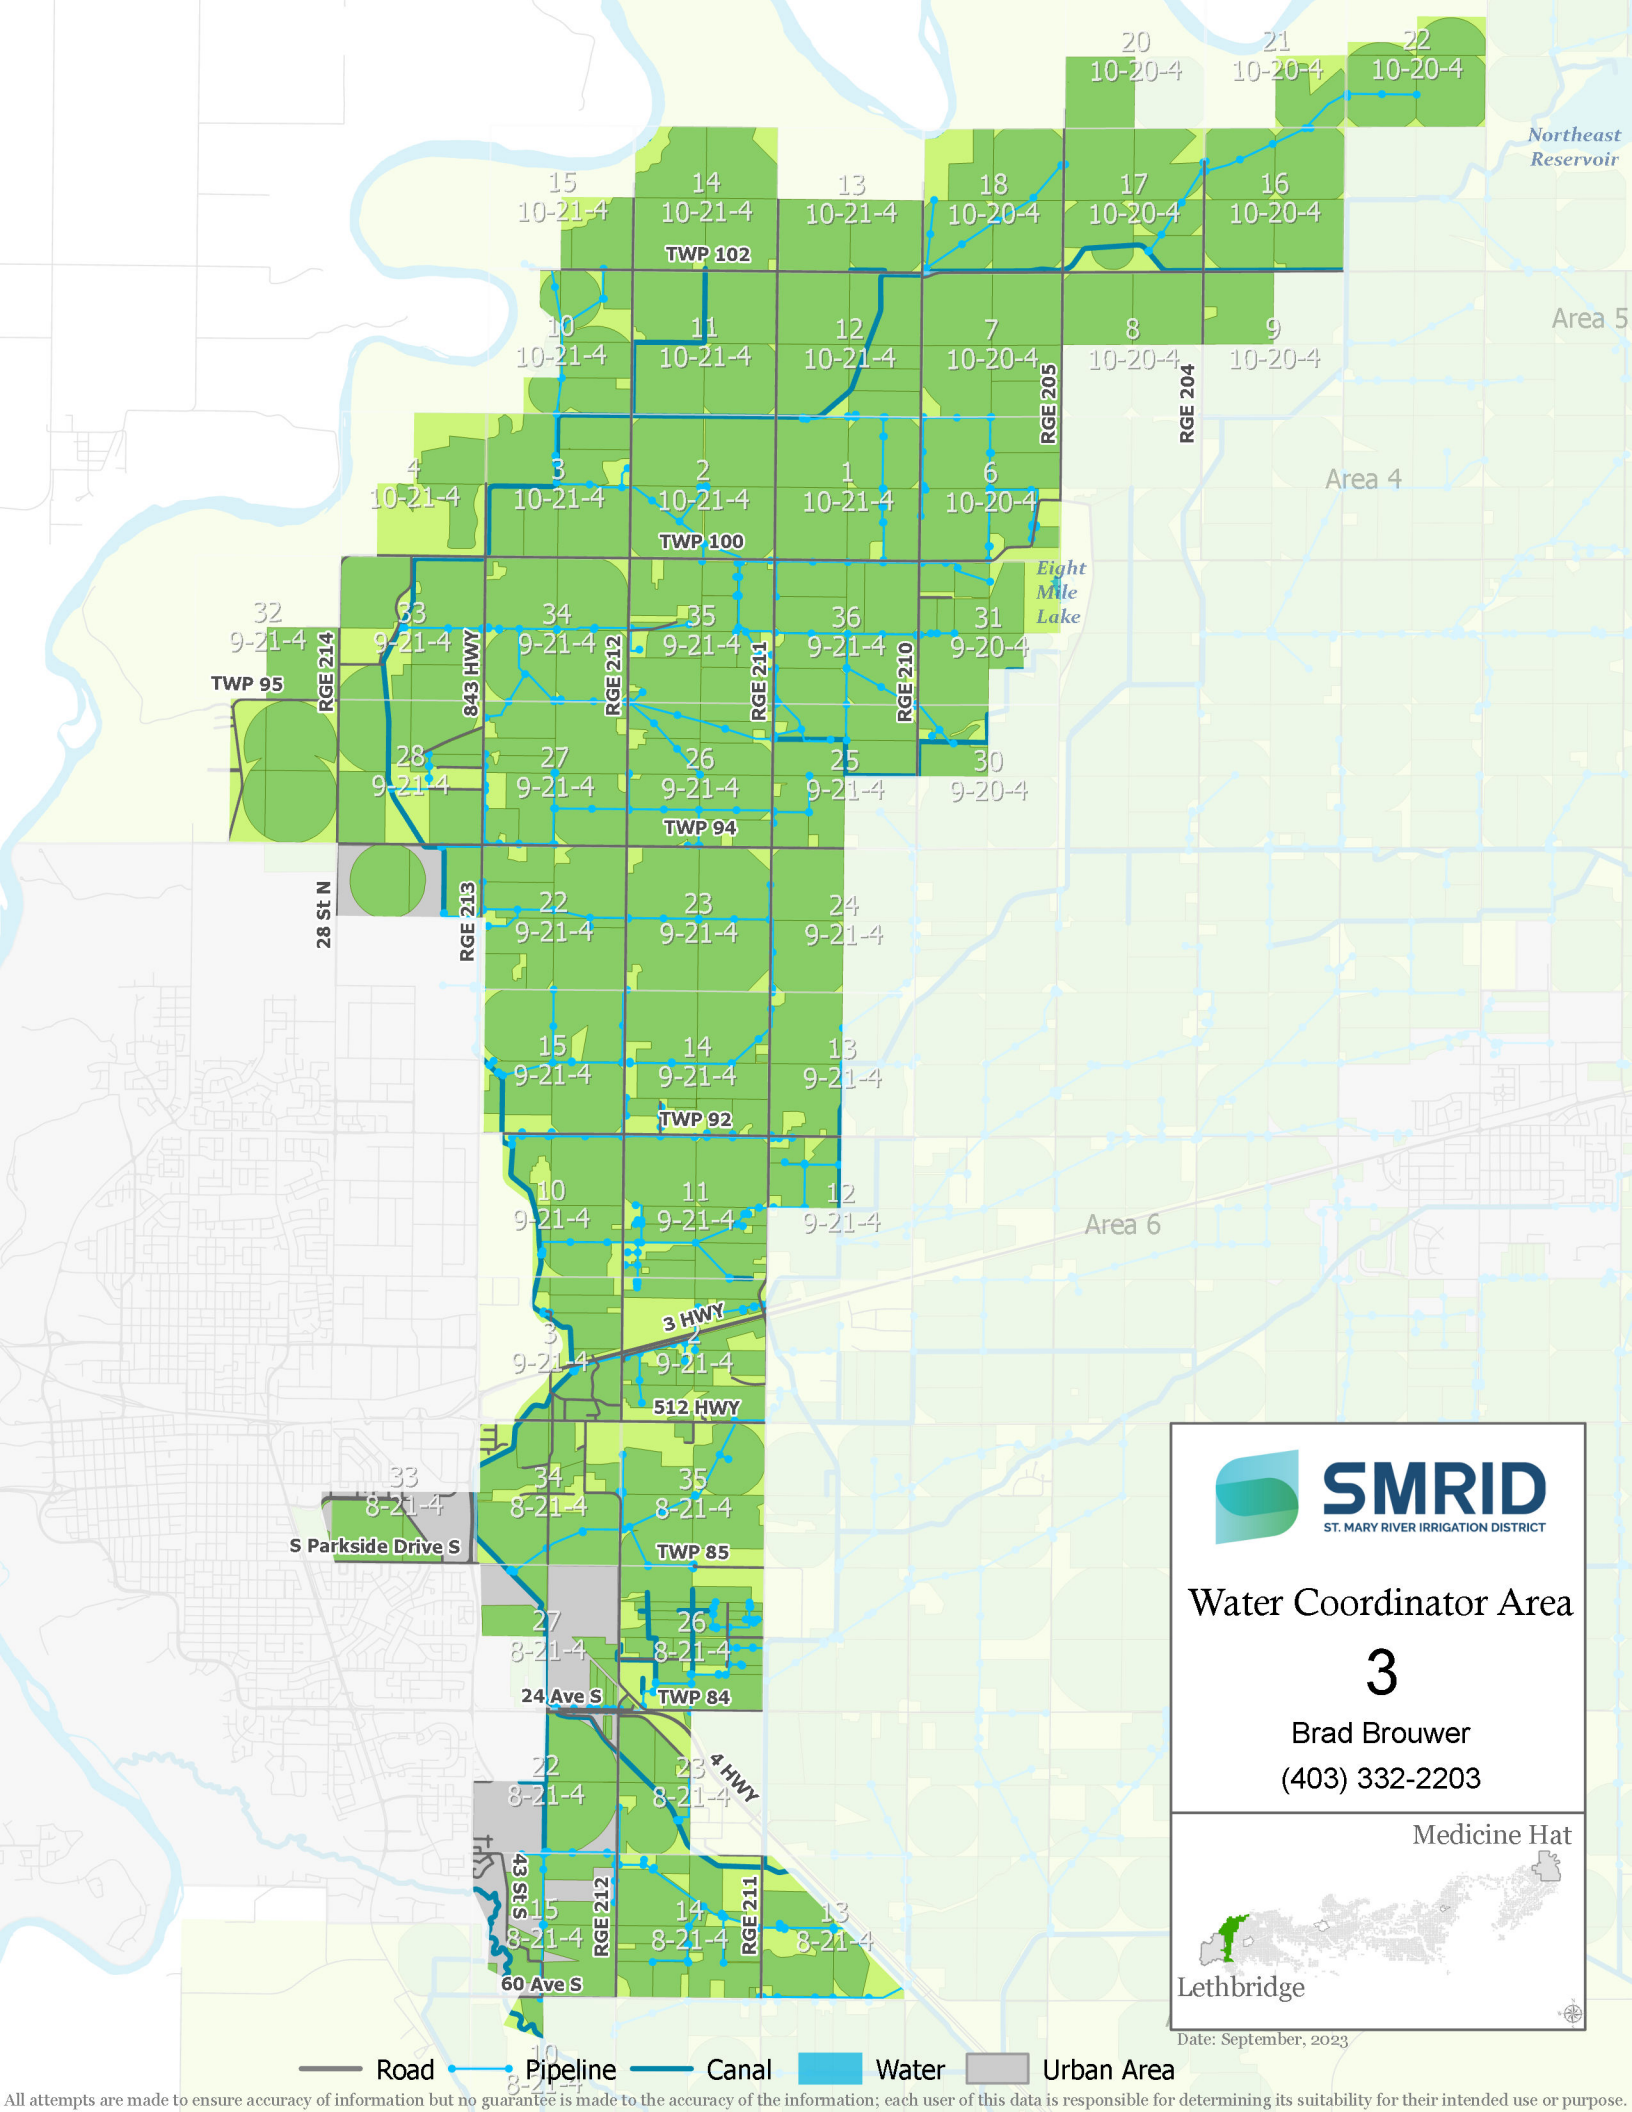 20
10-20-4
21
10-20-4
22
10-20-4
Northeast
Reservoir
15
10-21-4
14
10-21-4
13
10-21-4
18
10-20-4
17
10-20-4
16
10-20-4
TWP 102
10
10-21-4
11
10-21-4
12
10-21-4
7
10-20-4
8
10-20-4
9
10-20-4
Area 5
RGE 205
RGE 204
4
10-21-4
3
10-21-4
2
10-21-4
1
10-21-4
6
10-20-4
Area 4
TWP 100
Eight
Mile
Lake
32
9-21-4
33
9-21-4
34
9-21-4
35
9-21-4
36
9-21-4
31
9-20-4
RGE 214
843 HWY
RGE 212
RGE 211
RGE 210
TWP 95
28
9-21-4
27
9-21-4
26
9-21-4
25
9-21-4
30
9-20-4
TWP 94
28 St N
RGE 213
22
9-21-4
23
9-21-4
24
9-21-4
15
9-21-4
14
9-21-4
13
9-21-4
TWP 92
10
9-21-4
11
9-21-4
12
9-21-4
Area 6
3 HWY
3
9-21-4
2
9-21-4
512 HWY
33
8-21-4
34
8-21-4
35
8-21-4
S Parkside Drive S
TWP 85
27
8-21-4
26
8-21-4
24 Ave S
TWP 84
22
8-21-4
23
8-21-4
4 HWY
43 St S
RGE 212
RGE 211
15
8-21-4
14
8-21-4
13
8-21-4
60 Ave S
10
8-21-4
SMRID
ST. MARY RIVER IRRIGATION DISTRICT
Water Coordinator Area
3
Brad Brouwer
(403) 332-2203
Medicine Hat
Lethbridge
Date: September, 2023
Road
Pipeline
Canal
Water
Urban Area
All attempts are made to ensure accuracy of information but no guarantee is made to the accuracy of the information; each user of this data is responsible for determining its suitability for their intended use or purpose.